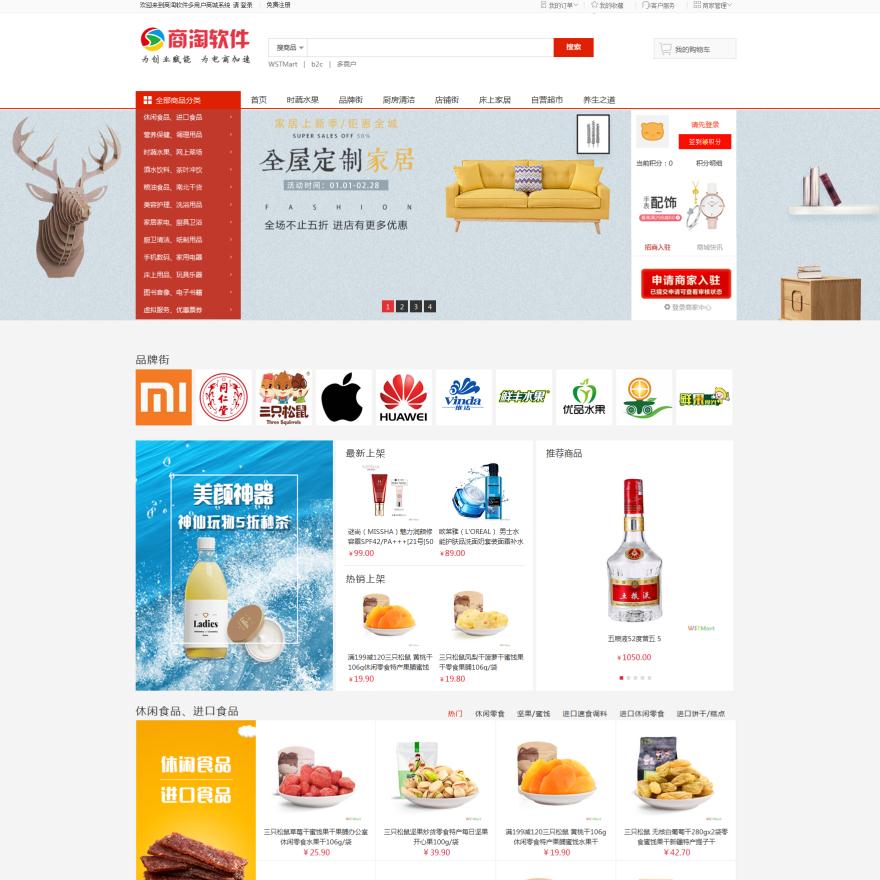 欢迎来到商淘软件多用户商城系统 请 登录 | 免费注册
我的订单 | 我的收藏 | 客户服务 | 商家管理
商淘软件
为创业赋能 为电商加速
搜商品
搜索
WSTMart | b2c | 多商户
我的购物车
全部商品分类
首页 时蔬水果 品牌街 厨房清洁 店铺街 床上家居 自营超市 养生之道
休闲食品、进口食品
营养保健、调理用品
时蔬水果、网上菜场
酒水饮料、茶叶冲饮
粮油食品、南北干货
美容护理、洗浴用品
家居家电、厨具卫浴
厨卫清洁、纸制用品
手机数码、家用电器
床上用品、玩具乐器
图书音像、电子书籍
虚拟服务、优惠票券
家居上新季/钜惠全城
SUPER SALES OFF 50%
全屋定制家居
活动时间：01.01-02.28
FASHION
全场不止五折 进店有更多优惠
1 2 3 4
请先登录
签到领积分
当前积分：0 积分明细
手表配饰
招商入驻 商城快讯
申请商家入驻
已提交申请可查看审核状态
登录商家中心
品牌街
同仁堂
三只松鼠
Three Squirrels
HUAWEI
Vinda
维达
鲜丰水果
优品水果
鲜果
美颜神器
神仙玩物5折秒杀
Ladies
最新上架
谜尚（MISSHA）魅力润颜修
容霜SPF42/PA+++[21号]50
￥99.00
欧莱雅（L'OREAL） 男士水
能护肤品洗面奶套装面霜补水
￥89.00
热销上架
满199减120三只松鼠 黄桃干
106g休闲零食特产果脯蜜饯
￥19.90
三只松鼠凤梨干菠萝干蜜饯果
干零食果脯106g/袋
￥19.80
推荐商品
五粮液
WSTMart
五粮液52度普五 5
￥1050.00
休闲食品、进口食品
热门 休闲零食 坚果/蜜饯 进口速食调料 进口休闲零食 进口饼干/糕点
休闲食品
进口食品
三只松鼠草莓干蜜饯果干果脯办公室
休闲零食水果干106g/袋
￥25.90
三只松鼠坚果炒货零食特产每日坚果
开心果100g/袋
￥39.90
满199减120三只松鼠 黄桃干106g
休闲零食特产果脯蜜饯水果干
￥19.90
三只松鼠 无核白葡萄干280gx2袋零
食蜜饯果干新疆特产提子干
￥42.70